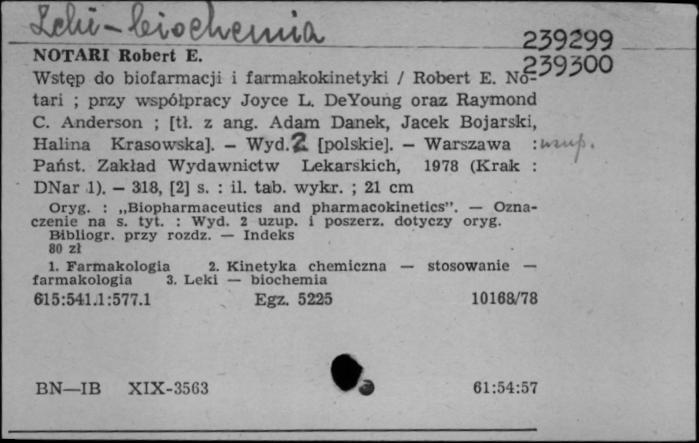 Leki-biochemia
239299
239300
NOTARI Robert E.
Wstęp do biofarmacji i farmakokinetyki / Robert E. No-
tari ; przy współpracy Joyce L. DeYoung oraz Raymond
C. Anderson ; [tł. z ang. Adam Danek, Jacek Bojarski,
Halina Krasowska]. — Wyd. 2 [polskie]. — Warszawa : uzup.
Państ. Zakład Wydawnictw Lekarskich, 1978 (Krak :
DNar 1). — 318, [2] s. : il. tab. wykr. ; 21 cm
Oryg. : „Biopharmaceutics and pharmacokinetics”. — Ozna-
czenie na s. tyt. : Wyd. 2 uzup. i poszerz. dotyczy oryg.
Bibliogr. przy rozdz. — Indeks
80 zł
1. Farmakologia 2. Kinetyka chemiczna — stosowanie —
farmakologia 3. Leki — biochemia
615:541.1:577.1 Egz. 5225 10168/78
BN—IB XIX-3563 61:54:57